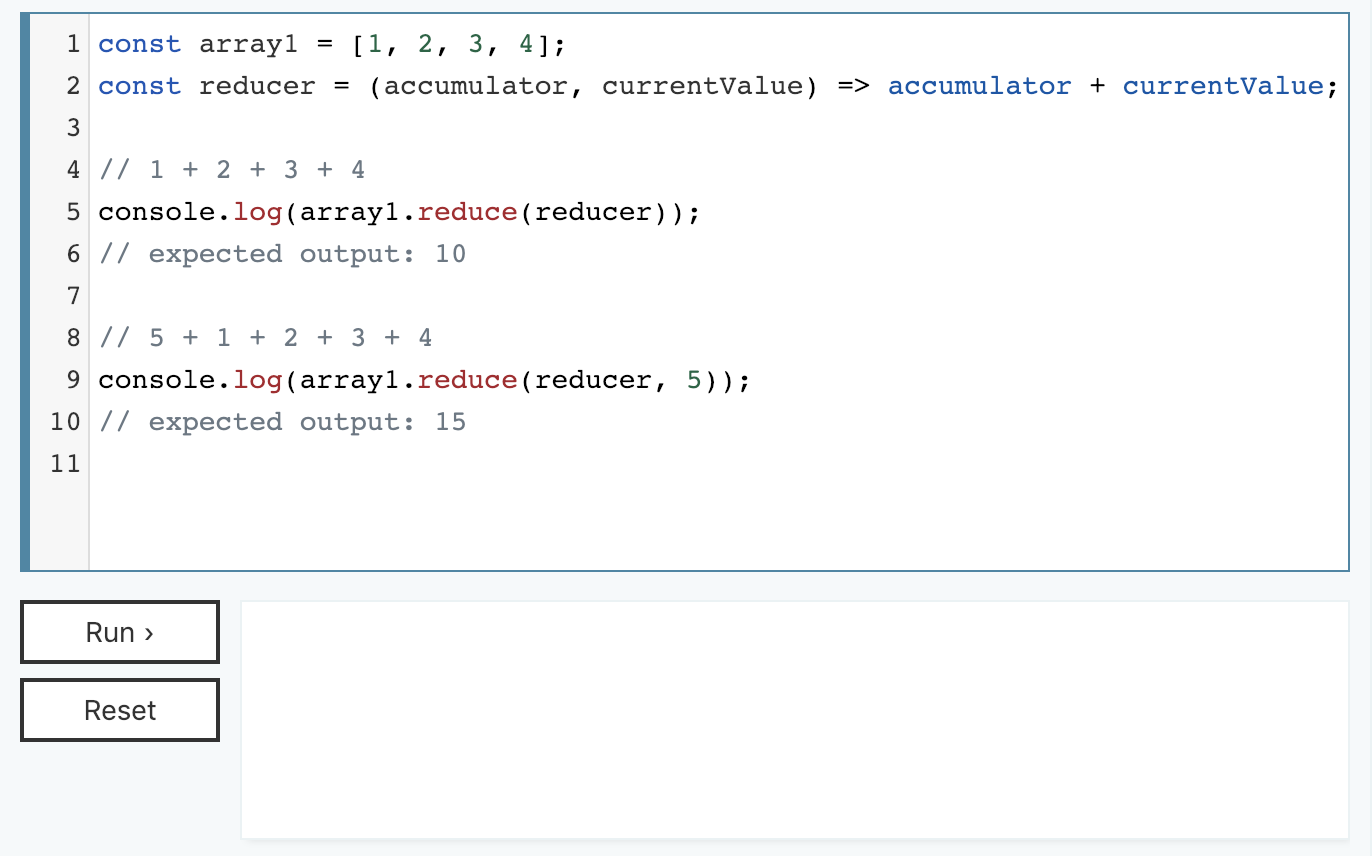 1 const array1 = [1, 2, 3, 4];
2 const reducer = (accumulator, currentValue) => accumulator + currentValue;
3
4 // 1 + 2 + 3 + 4
5 console.log(array1.reduce(reducer));
6 // expected output: 10
7
8 // 5 + 1 + 2 + 3 + 4
9 console.log(array1.reduce(reducer, 5));
10 // expected output: 15
11
Run ›
Reset